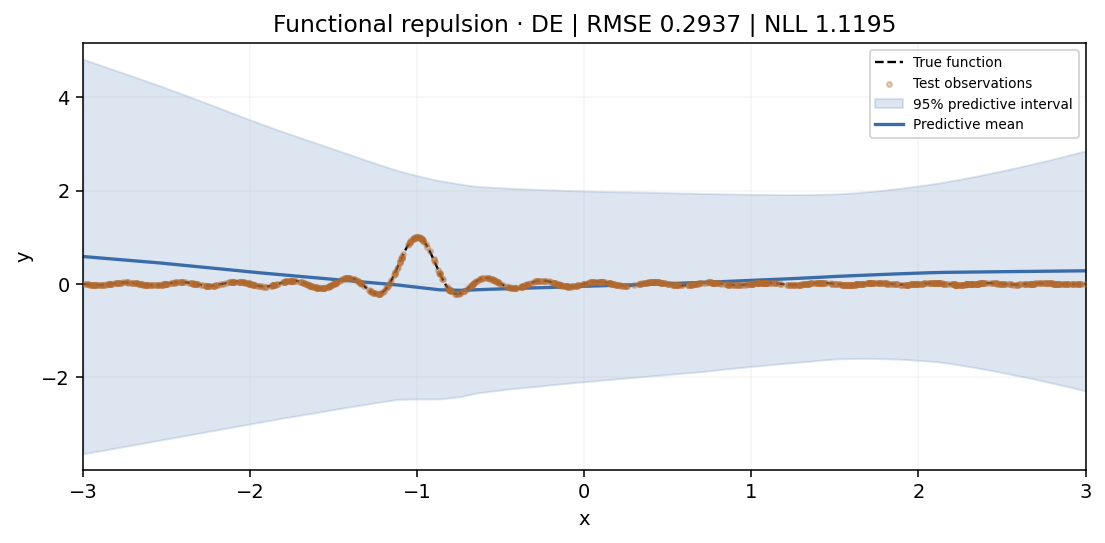 Functional repulsion · DE | RMSE 0.2937 | NLL 1.1195
True function
Test observations
95% predictive interval
Predictive mean
y
4
2
0
−2
−3
−2
−1
0
1
2
3
x